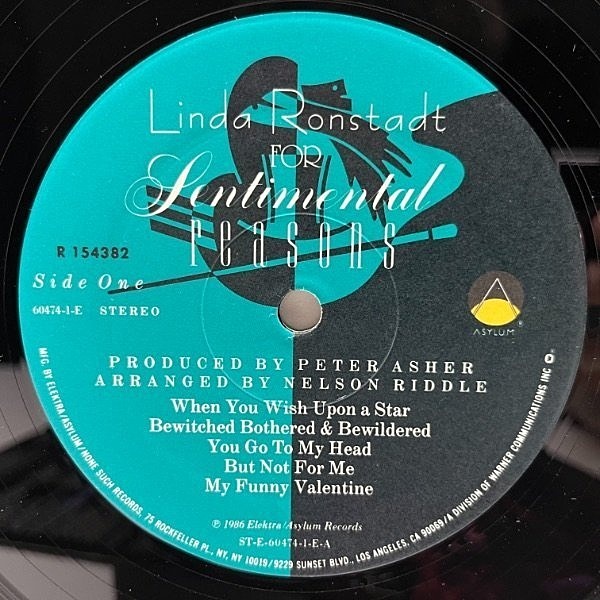 Linda Ronstadt
FOR
Sentimental
reasons
R 154382
Side One
60474-1-E STEREO
ASYLUM®
PRODUCED BY PETER ASHER
ARRANGED BY NELSON RIDDLE
When You Wish Upon a Star
Bewitched Bothered & Bewildered
You Go To My Head
But Not For Me
My Funny Valentine
℗ 1986 Elektra/Asylum Records
ST-E-60474-1-E-A
MFG. BY ELEKTRA/ASYLUM/NONE SUCH RECORDS, 75 ROCKFELLER PL., NY, NY 10019/9229 SUNSET BLVD., LOS ANGELES, CA 90069/A DIVISION OF WARNER COMMUNICATIONS INC